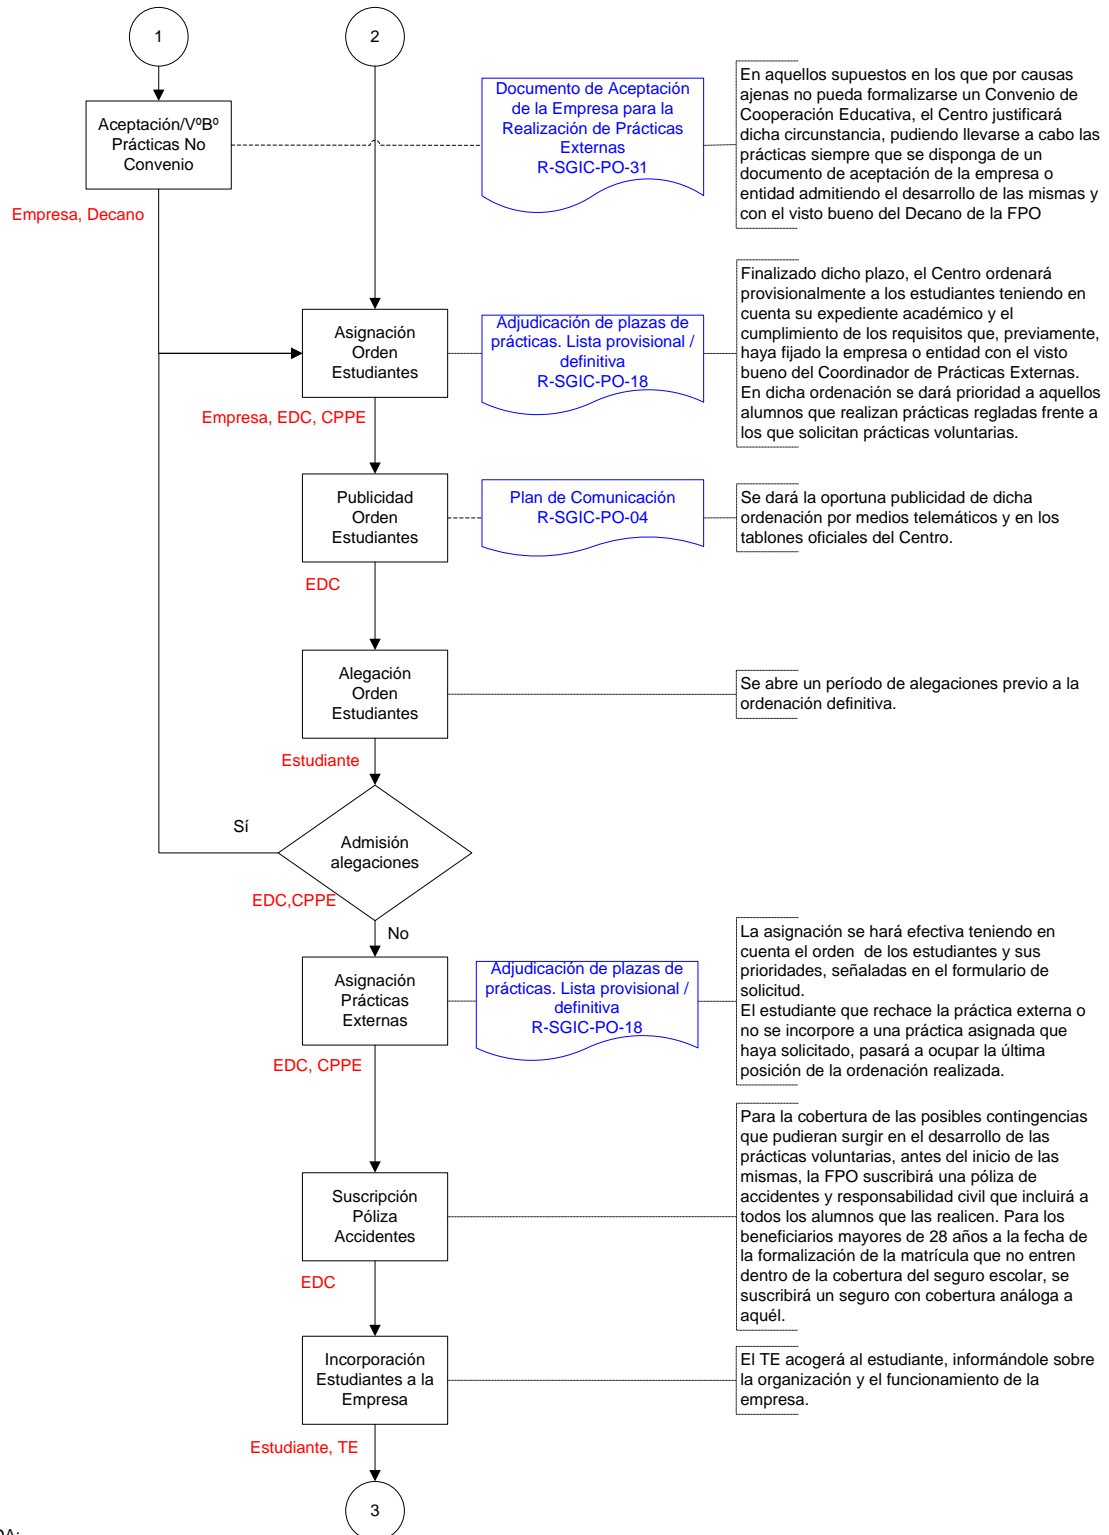 1
2
Aceptación/VºBº
Prácticas No
Convenio
Empresa, Decano
Documento de Aceptación
de la Empresa para la
Realización de Prácticas
Externas
R-SGIC-PO-31
En aquellos supuestos en los que por causas
ajenas no pueda formalizarse un Convenio de
Cooperación Educativa, el Centro justificará
dicha circunstancia, pudiendo llevarse a cabo las
prácticas siempre que se disponga de un
documento de aceptación de la empresa o
entidad admitiendo el desarrollo de las mismas y
con el visto bueno del Decano de la FPO
Asignación
Orden
Estudiantes
Empresa, EDC, CPPE
Adjudicación de plazas de
prácticas. Lista provisional /
definitiva
R-SGIC-PO-18
Finalizado dicho plazo, el Centro ordenará
provisionalmente a los estudiantes teniendo en
cuenta su expediente académico y el
cumplimiento de los requisitos que, previamente,
haya fijado la empresa o entidad con el visto
bueno del Coordinador de Prácticas Externas.
En dicha ordenación se dará prioridad a aquellos
alumnos que realizan prácticas regladas frente a
los que solicitan prácticas voluntarias.
Publicidad
Orden
Estudiantes
EDC
Plan de Comunicación
R-SGIC-PO-04
Se dará la oportuna publicidad de dicha
ordenación por medios telemáticos y en los
tablones oficiales del Centro.
Alegación
Orden
Estudiantes
Estudiante
Se abre un período de alegaciones previo a la
ordenación definitiva.
Sí
Admisión
alegaciones
EDC,CPPE
No
Asignación
Prácticas
Externas
EDC, CPPE
Adjudicación de plazas de
prácticas. Lista provisional /
definitiva
R-SGIC-PO-18
La asignación se hará efectiva teniendo en
cuenta el orden  de los estudiantes y sus
prioridades, señaladas en el formulario de
solicitud.
El estudiante que rechace la práctica externa o
no se incorpore a una práctica asignada que
haya solicitado, pasará a ocupar la última
posición de la ordenación realizada.
Suscripción
Póliza
Accidentes
EDC
Para la cobertura de las posibles contingencias
que pudieran surgir en el desarrollo de las
prácticas voluntarias, antes del inicio de las
mismas, la FPO suscribirá una póliza de
accidentes y responsabilidad civil que incluirá a
todos los alumnos que las realicen. Para los
beneficiarios mayores de 28 años a la fecha de
la formalización de la matrícula que no entren
dentro de la cobertura del seguro escolar, se
suscribirá un seguro con cobertura análoga a
aquél.
Incorporación
Estudiantes a la
Empresa
Estudiante, TE
El TE acogerá al estudiante, informándole sobre
la organización y el funcionamiento de la
empresa.
3